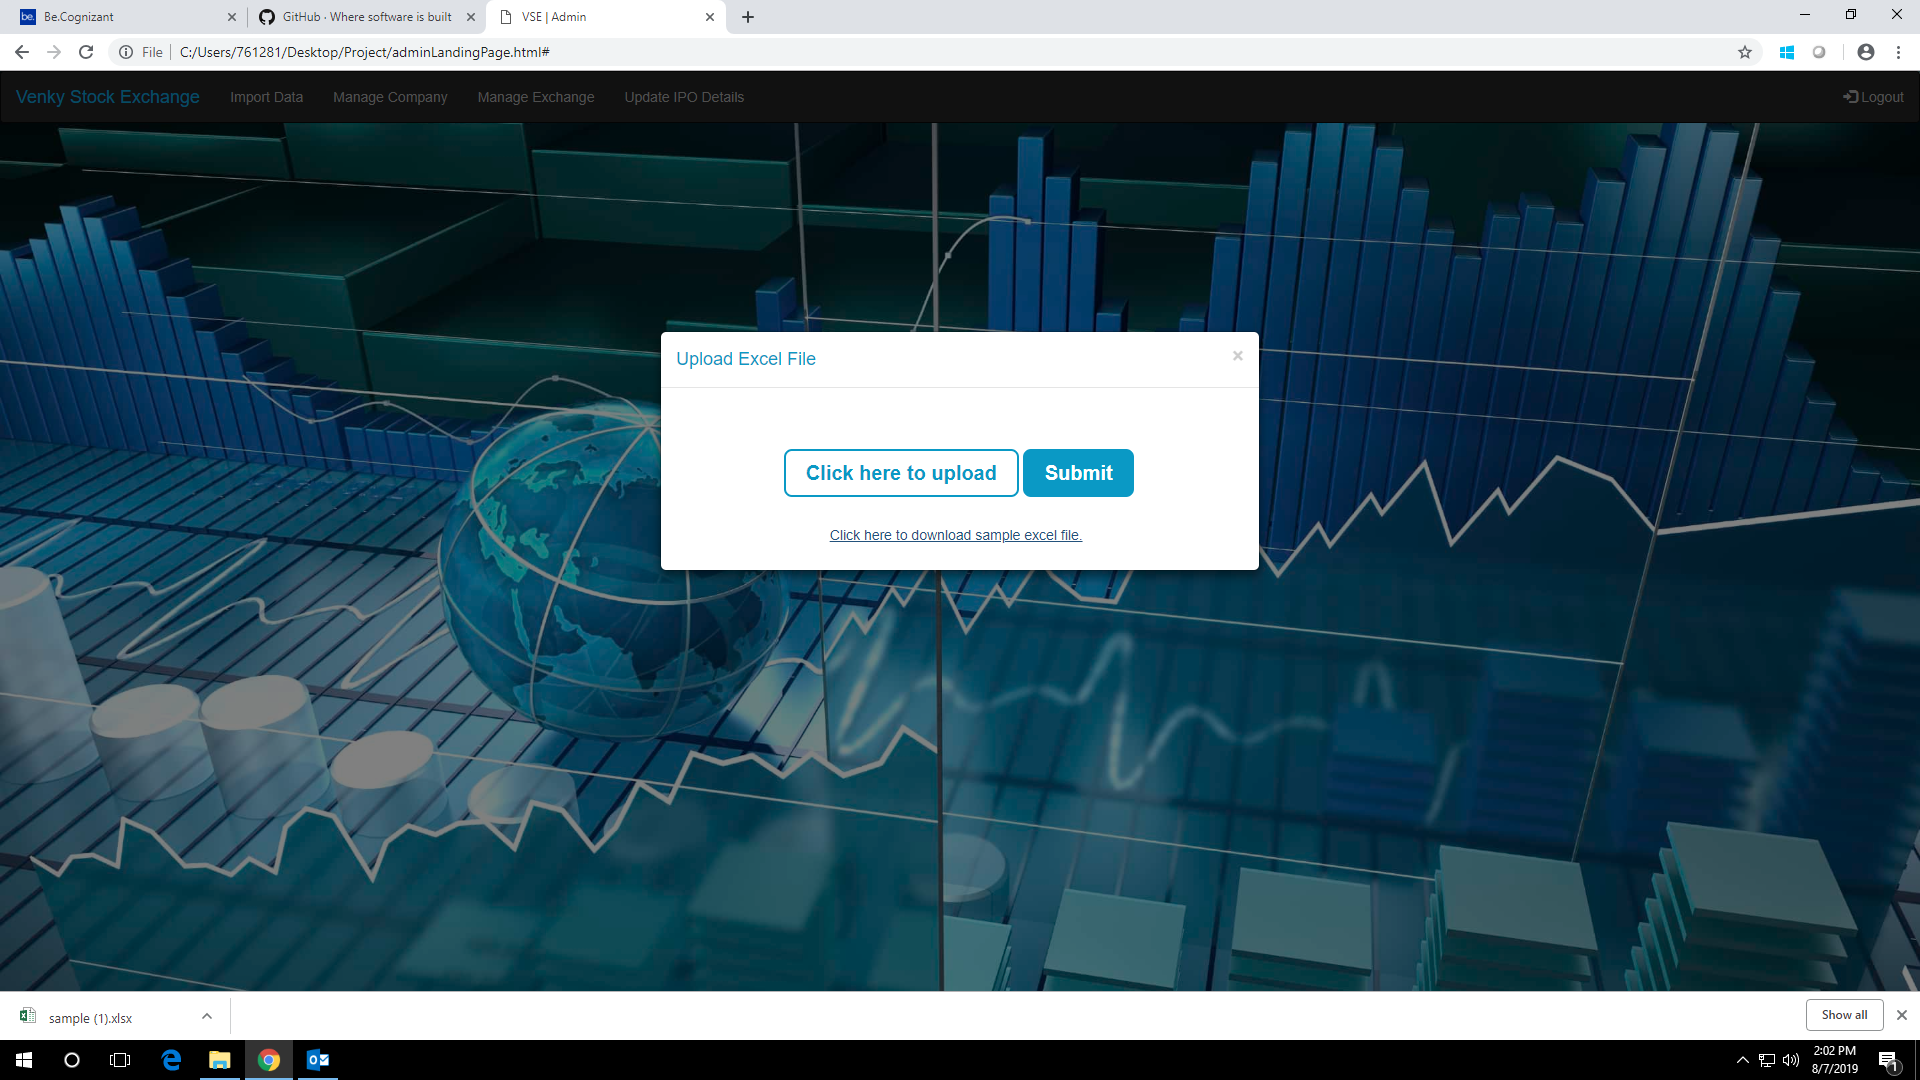 Be.Cognizant
GitHub · Where software is built
VSE | Admin
File
C:/Users/761281/Desktop/Project/adminLandingPage.html#
Venky Stock Exchange
Import Data
Manage Company
Manage Exchange
Update IPO Details
Logout
Upload Excel File
×
Click here to upload
Submit
Click here to download sample excel file.
sample (1).xlsx
Show all
2:02 PM
8/7/2019
1